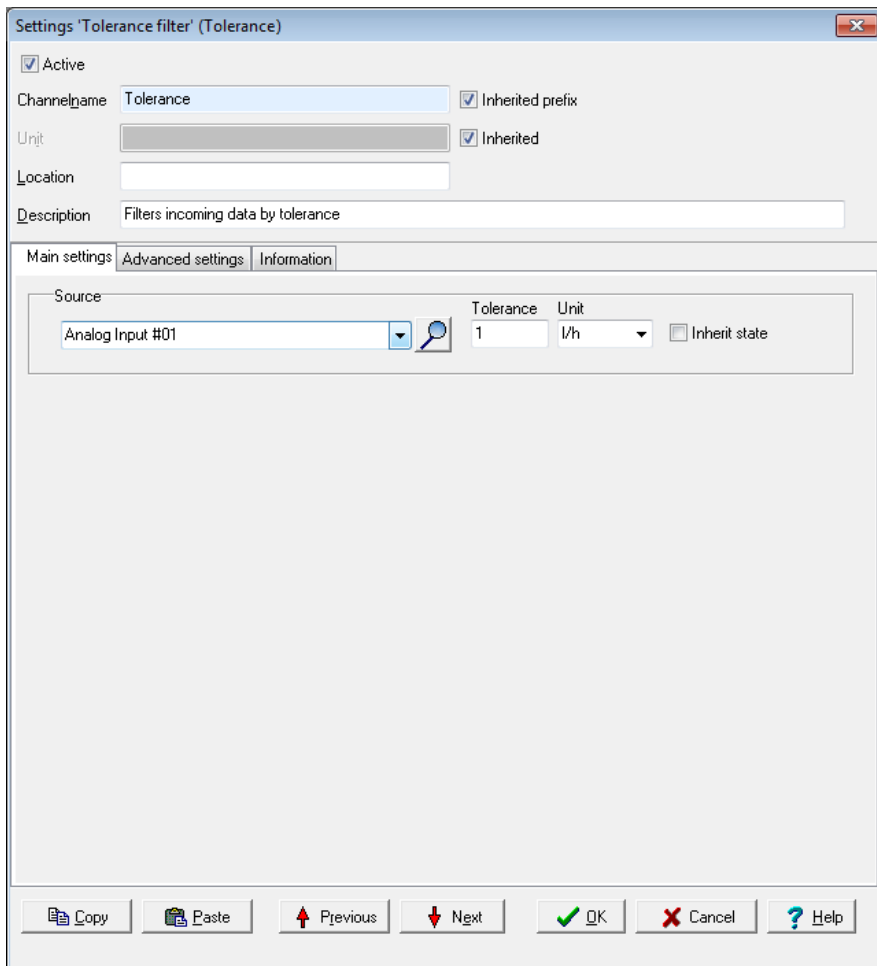 Settings 'Tolerance filter' (Tolerance)
Active
Channelname Tolerance Inherited prefix
Unit Inherited
Location
Description Filters incoming data by tolerance
Main settings Advanced settings Information
Source Tolerance Unit
Analog Input #01 1 l/h Inherit state
Copy Paste Previous Next OK Cancel ? Help